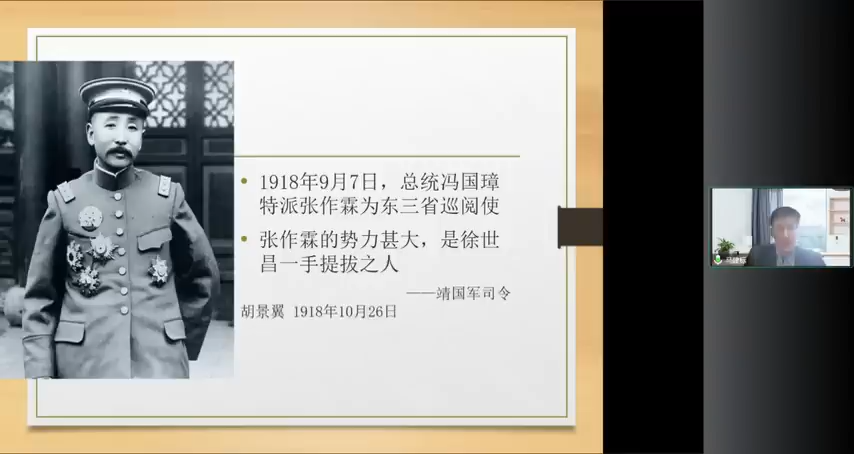 1918年9月7日，总统冯国璋
特派张作霖为东三省巡阅使
张作霖的势力甚大，是徐世
昌一手提拔之人
——靖国军司令
胡景翼 1918年10月26日